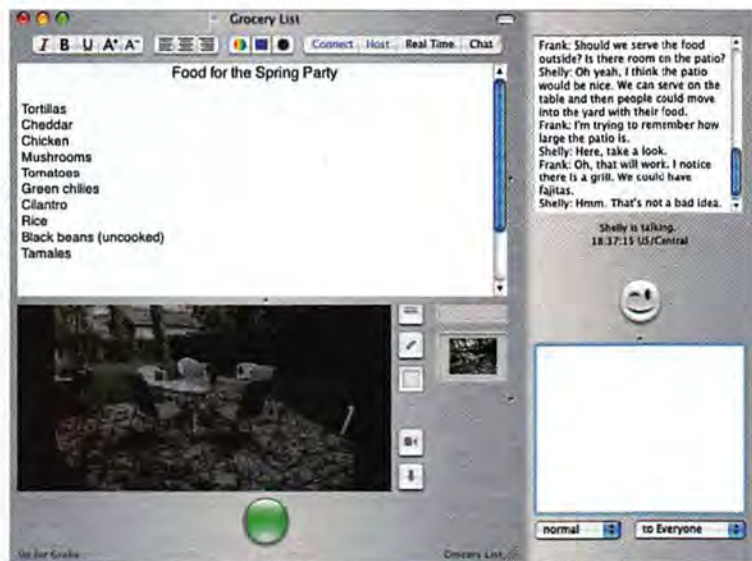 Grocery List
I B U A+ A-
Connect Host Real Time Chat
Food for the Spring Party
Tortillas
Cheddar
Chicken
Mushrooms
Tomatoes
Green chilies
Cilantro
Rice
Black beans (uncooked)
Tamales
Frank: Should we serve the food
outside? Is there room on the patio?
Shelly: Oh yeah, I think the patio
would be nice. We can serve on the
table and then people could move
into the yard with their food.
Frank: I'm trying to remember how
large the patio is.
Shelly: Here, take a look.
Frank: Oh, that will work. I notice
there is a grill. We could have
fajitas.
Shelly: Hmm. That's not a bad idea.
Shelly is talking.
18:37:15 US/Central
normal to Everyone
Grocery List